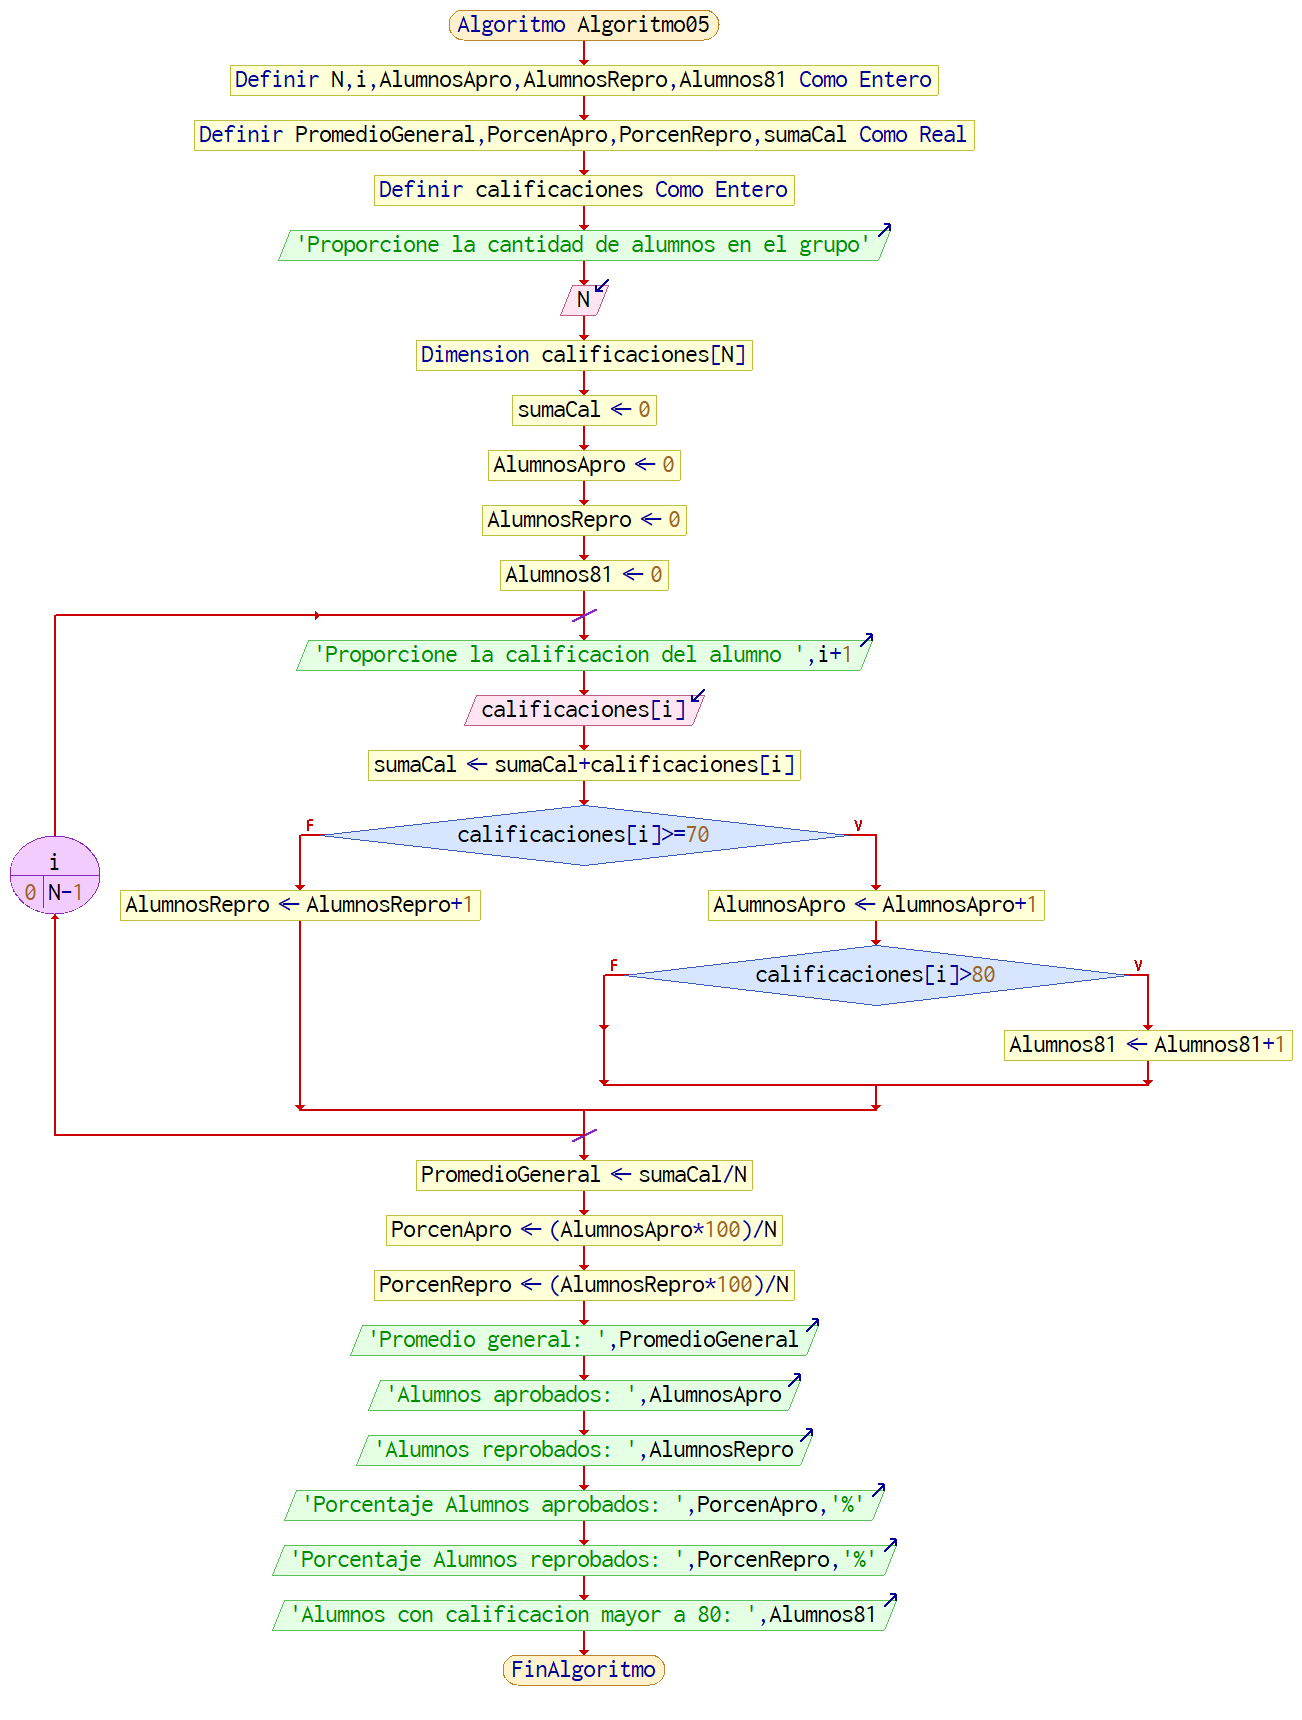 Algoritmo Algoritmo05
Definir N,i,AlumnosApro,AlumnosRepro,Alumnos81 Como Entero
Definir PromedioGeneral,PorcenApro,PorcenRepro,sumaCal Como Real
Definir calificaciones Como Entero
'Proporcione la cantidad de alumnos en el grupo'
N
Dimension calificaciones[N]
sumaCal ← 0
AlumnosApro ← 0
AlumnosRepro ← 0
Alumnos81 ← 0
i
0 N-1
'Proporcione la calificacion del alumno ',i+1
calificaciones[i]
sumaCal ← sumaCal+calificaciones[i]
F calificaciones[i]>=70 V
AlumnosRepro ← AlumnosRepro+1
AlumnosApro ← AlumnosApro+1
F calificaciones[i]>80 V
Alumnos81 ← Alumnos81+1
PromedioGeneral ← sumaCal/N
PorcenApro ← (AlumnosApro*100)/N
PorcenRepro ← (AlumnosRepro*100)/N
'Promedio general: ',PromedioGeneral
'Alumnos aprobados: ',AlumnosApro
'Alumnos reprobados: ',AlumnosRepro
'Porcentaje Alumnos aprobados: ',PorcenApro,'%'
'Porcentaje Alumnos reprobados: ',PorcenRepro,'%'
'Alumnos con calificacion mayor a 80: ',Alumnos81
FinAlgoritmo